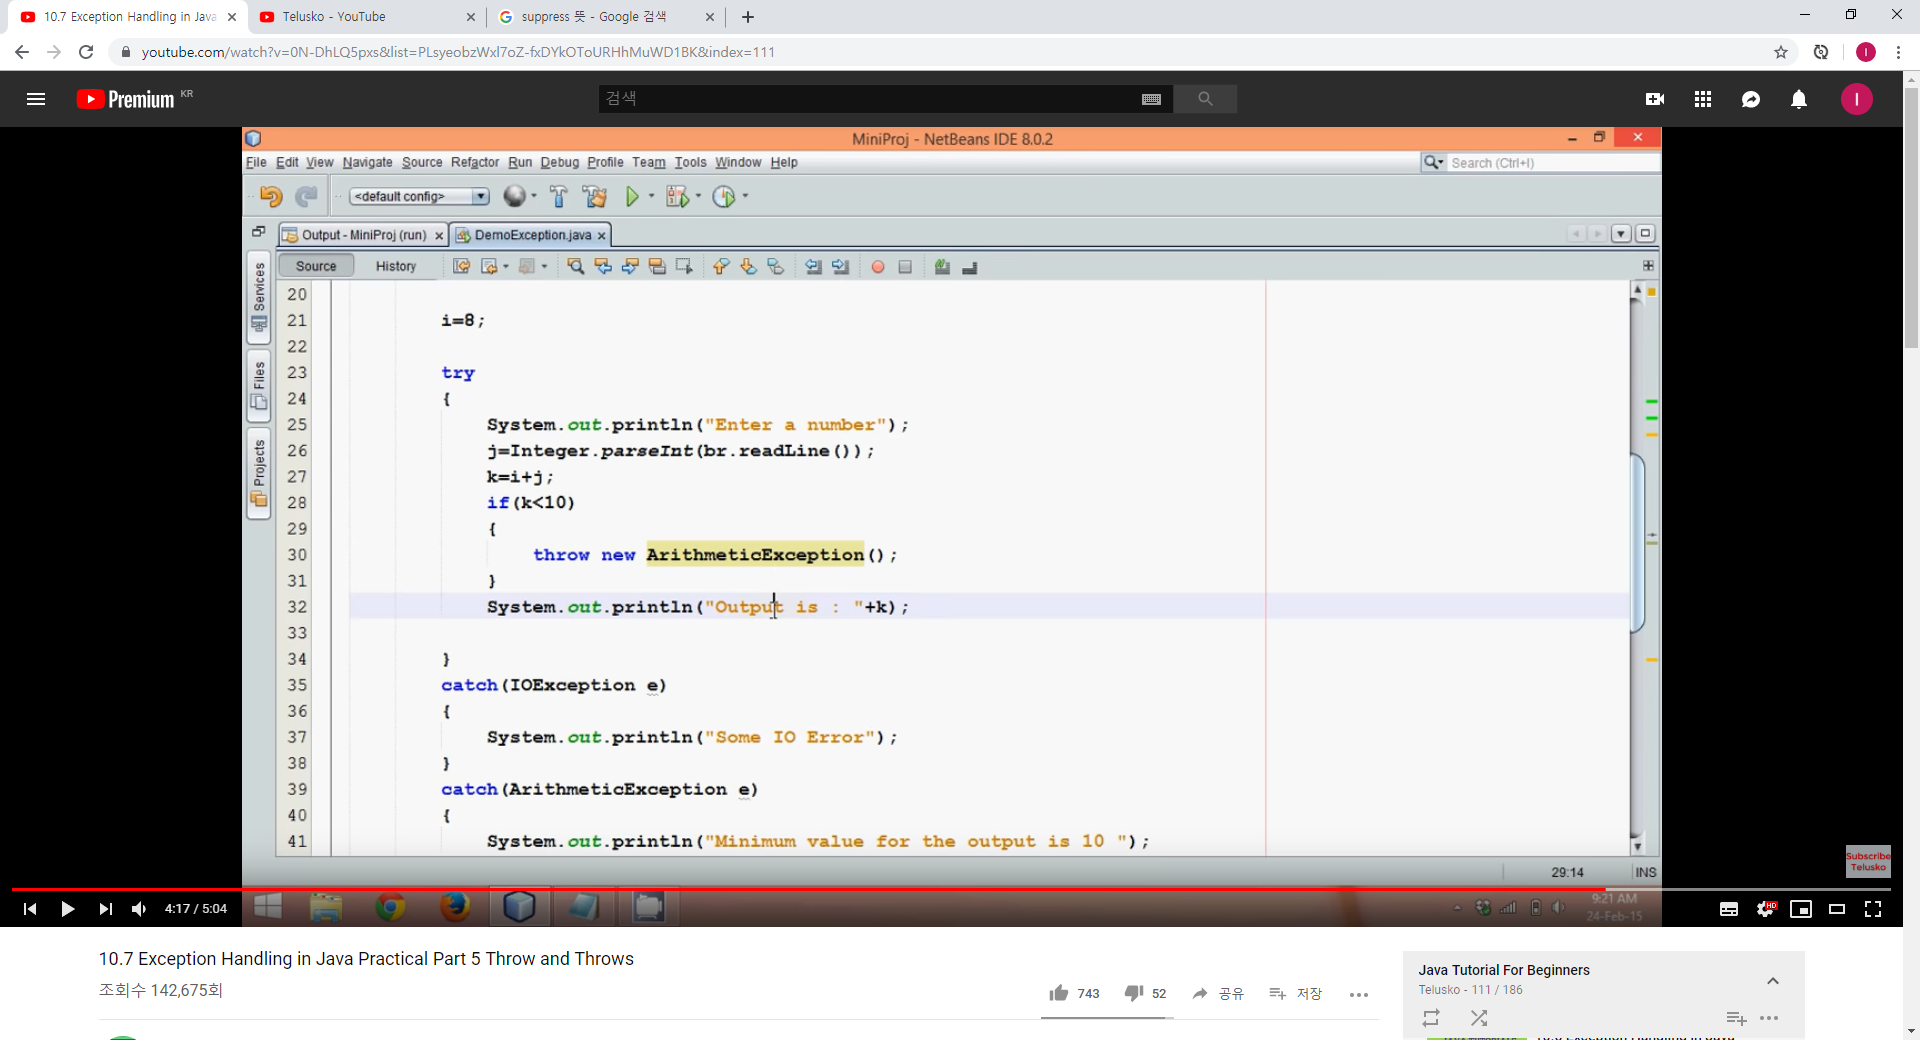 10.7 Exception Handling in Java
Telusko - YouTube
suppress 뜻 - Google 검색
youtube.com/watch?v=0N-DhLQ5pxs&list=PLsyeobzWxl7oZ-fxDYkOToURHhMuWD1BK&index=111
Premium KR
검색
MiniProj - NetBeans IDE 8.0.2
File Edit View Navigate Source Refactor Run Debug Profile Team Tools Window Help
Search (Ctrl+I)
<default config>
Output - MiniProj (run)
DemoException.java
Source
History
Services
Files
Projects
20
21 i=8;
22
23 try
24 {
25 System.out.println("Enter a number");
26 j=Integer.parseInt(br.readLine());
27 k=i+j;
28 if(k<10)
29 {
30 throw new ArithmeticException();
31 }
32 System.out.println("Output is : "+k);
33
34 }
35 catch(IOException e)
36 {
37 System.out.println("Some IO Error");
38 }
39 catch(ArithmeticException e)
40 {
41 System.out.println("Minimum value for the output is 10 ");
Subscribe
Telusko
29:14
INS
4:17 / 5:04
9:21 AM
24-Feb-15
HD
10.7 Exception Handling in Java Practical Part 5 Throw and Throws
조회수 142,675회
743
52
공유
저장
Java Tutorial For Beginners
Telusko - 111 / 186